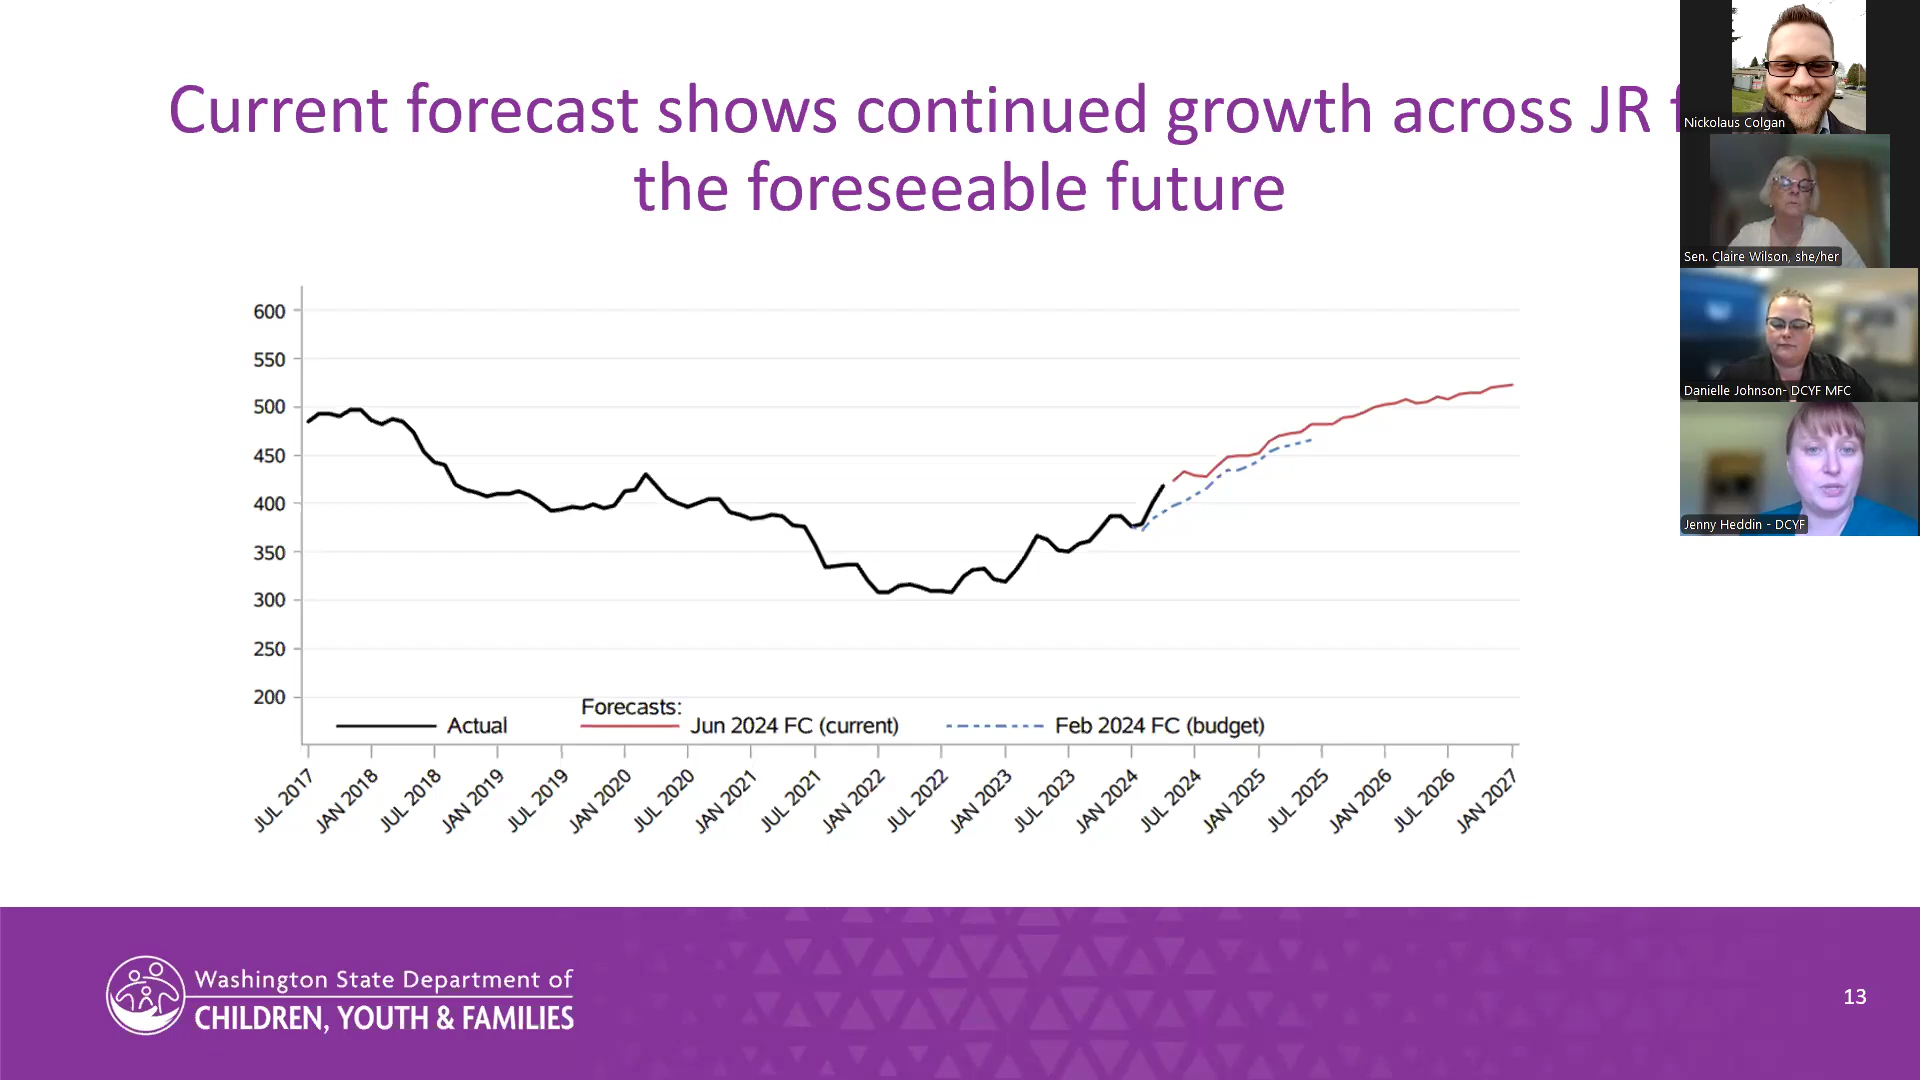 Current forecast shows continued growth across JR
the foreseeable future
600
550
500
450
400
350
300
250
200
Forecasts:
Actual
Jun 2024 FC (current)
Feb 2024 FC (budget)
JUL 2017
JAN 2018
JUL 2018
JAN 2019
JUL 2019
JAN 2020
JUL 2020
JAN 2021
JUL 2021
JAN 2022
JUL 2022
JAN 2023
JUL 2023
JAN 2024
JUL 2024
JAN 2025
JUL 2025
JAN 2026
JUL 2026
JAN 2027
Nickolaus Colgan
Sen. Claire Wilson, she/her
Danielle Johnson- DCYF MFC
Jenny Heddin - DCYF
Washington State Department of
CHILDREN, YOUTH & FAMILIES
13